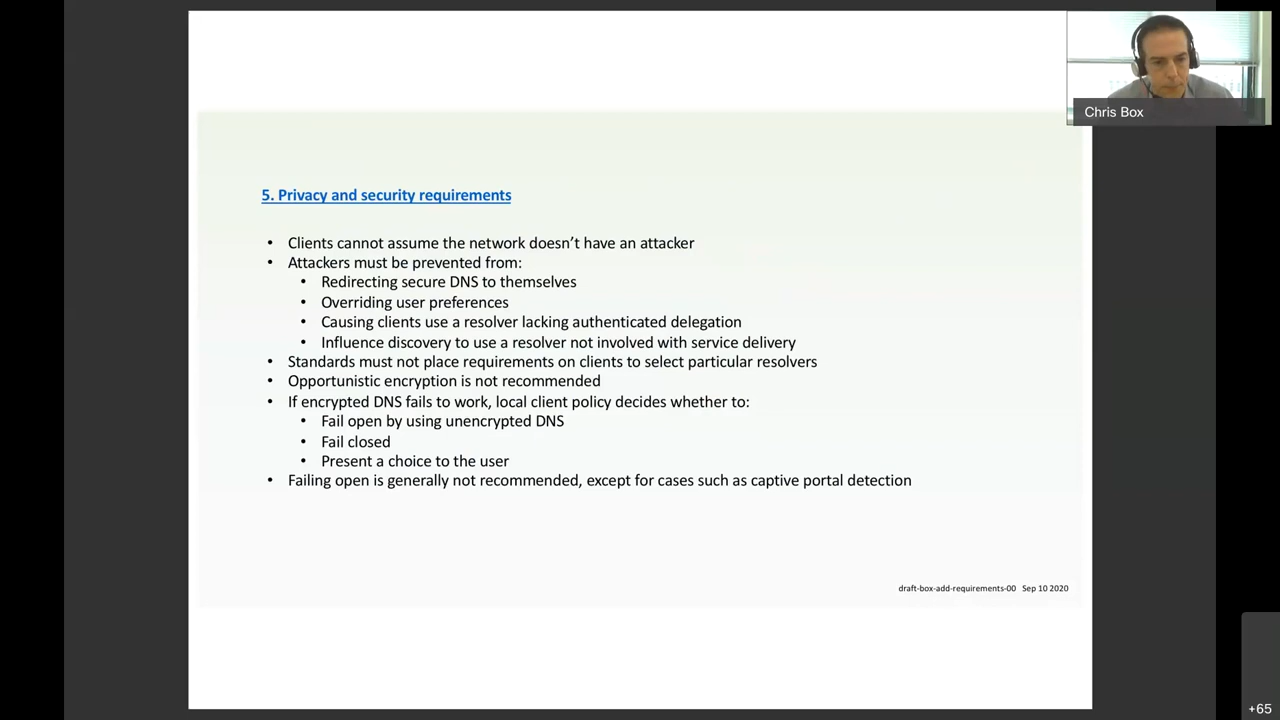 Chris Box
5. Privacy and security requirements
• Clients cannot assume the network doesn't have an attacker
• Attackers must be prevented from:
• Redirecting secure DNS to themselves
• Overriding user preferences
• Causing clients use a resolver lacking authenticated delegation
• Influence discovery to use a resolver not involved with service delivery
• Standards must not place requirements on clients to select particular resolvers
• Opportunistic encryption is not recommended
• If encrypted DNS fails to work, local client policy decides whether to:
• Fail open by using unencrypted DNS
• Fail closed
• Present a choice to the user
• Failing open is generally not recommended, except for cases such as captive portal detection
draft-box-add-requirements-00 Sep 10 2020
+65